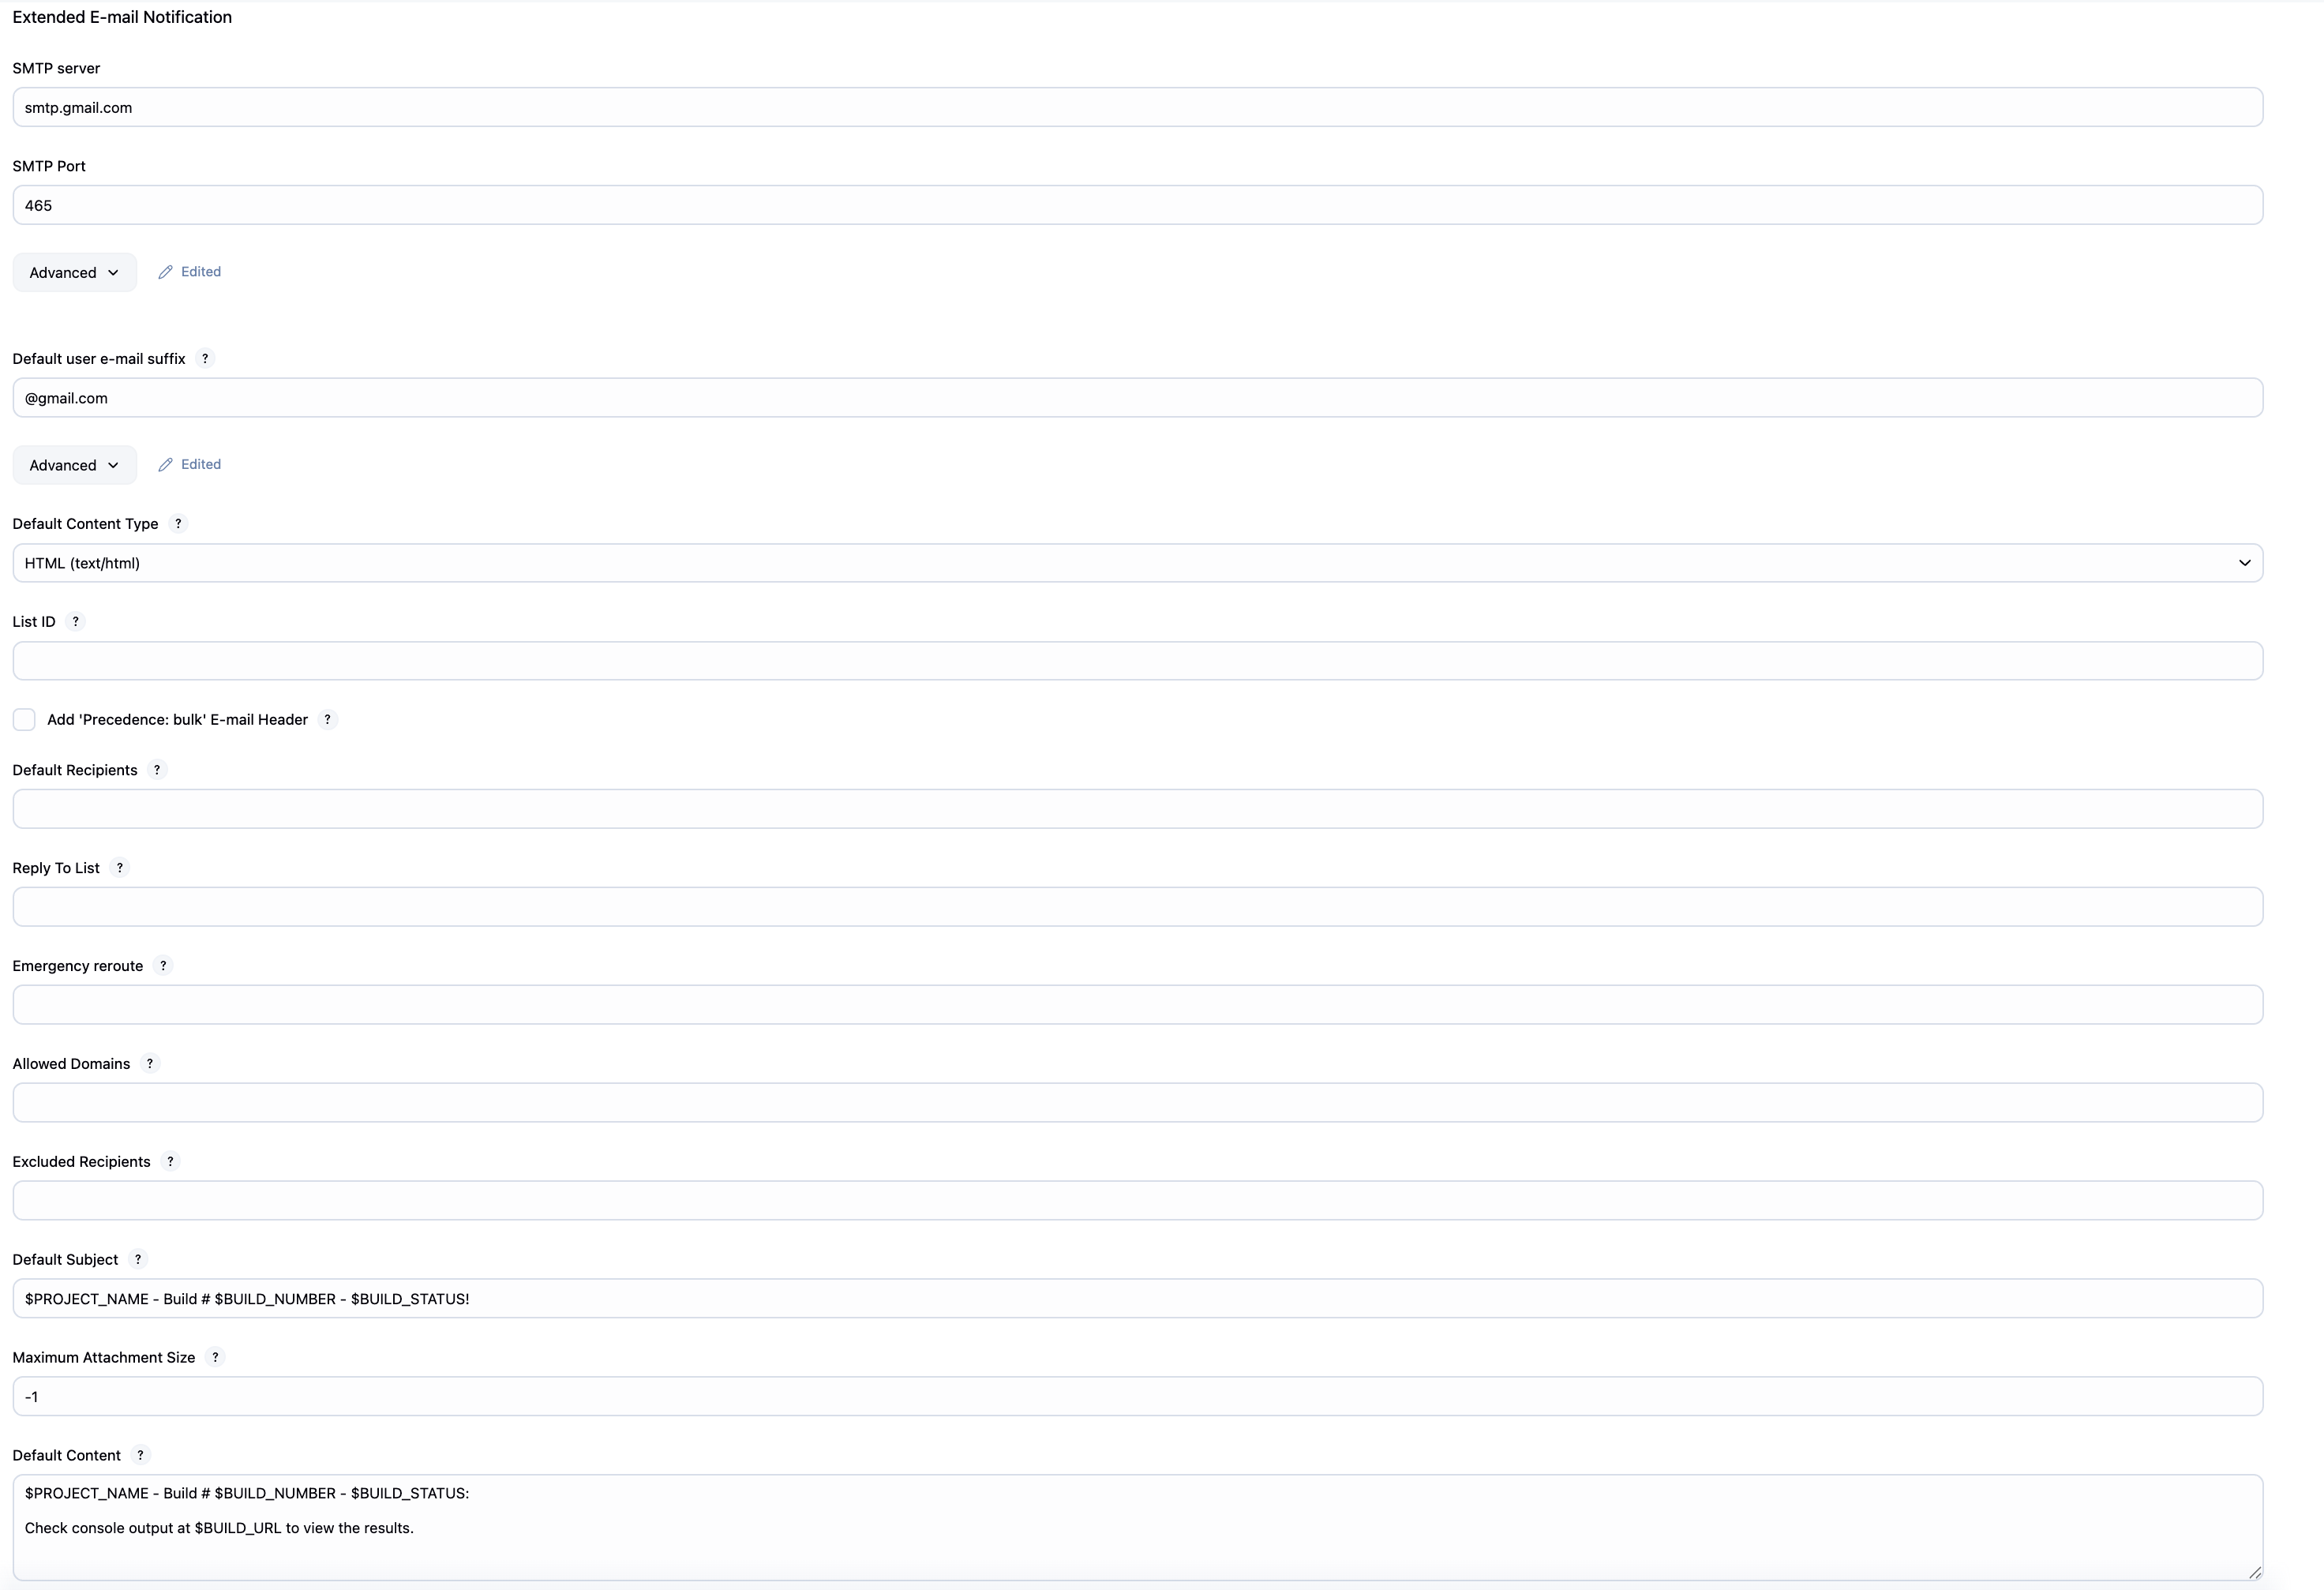 Extended E-mail Notification
SMTP server
smtp.gmail.com
SMTP Port
465
Advanced Edited
Default user e-mail suffix ?
@gmail.com
Advanced Edited
Default Content Type ?
HTML (text/html)
List ID ?
Add 'Precedence: bulk' E-mail Header ?
Default Recipients ?
Reply To List ?
Emergency reroute ?
Allowed Domains ?
Excluded Recipients ?
Default Subject ?
$PROJECT_NAME - Build # $BUILD_NUMBER - $BUILD_STATUS!
Maximum Attachment Size ?
-1
Default Content ?
$PROJECT_NAME - Build # $BUILD_NUMBER - $BUILD_STATUS:
Check console output at $BUILD_URL to view the results.